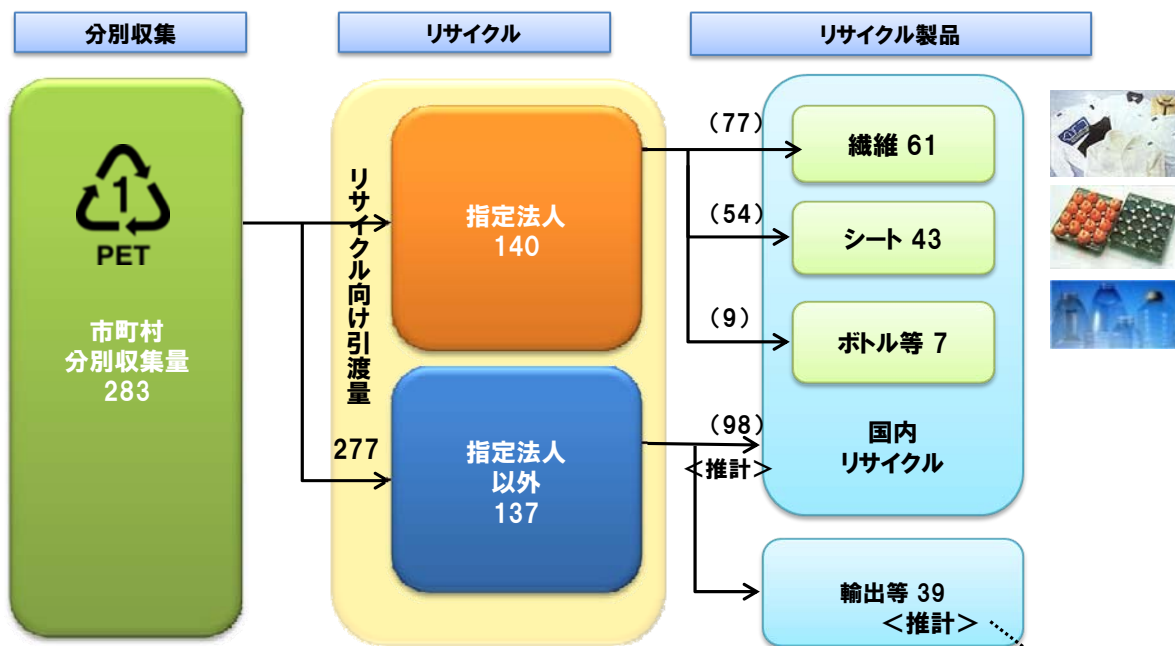 分別収集
リサイクル
リサイクル製品
1
PET
市町村
分別収集量
283
リサイクル向け引渡量
277
指定法人
140
指定法人
以外
137
(77)
(54)
(9)
(98)
＜推計＞
繊維 61
シート 43
ボトル等 7
国内
リサイクル
輸出等 39
＜推計＞